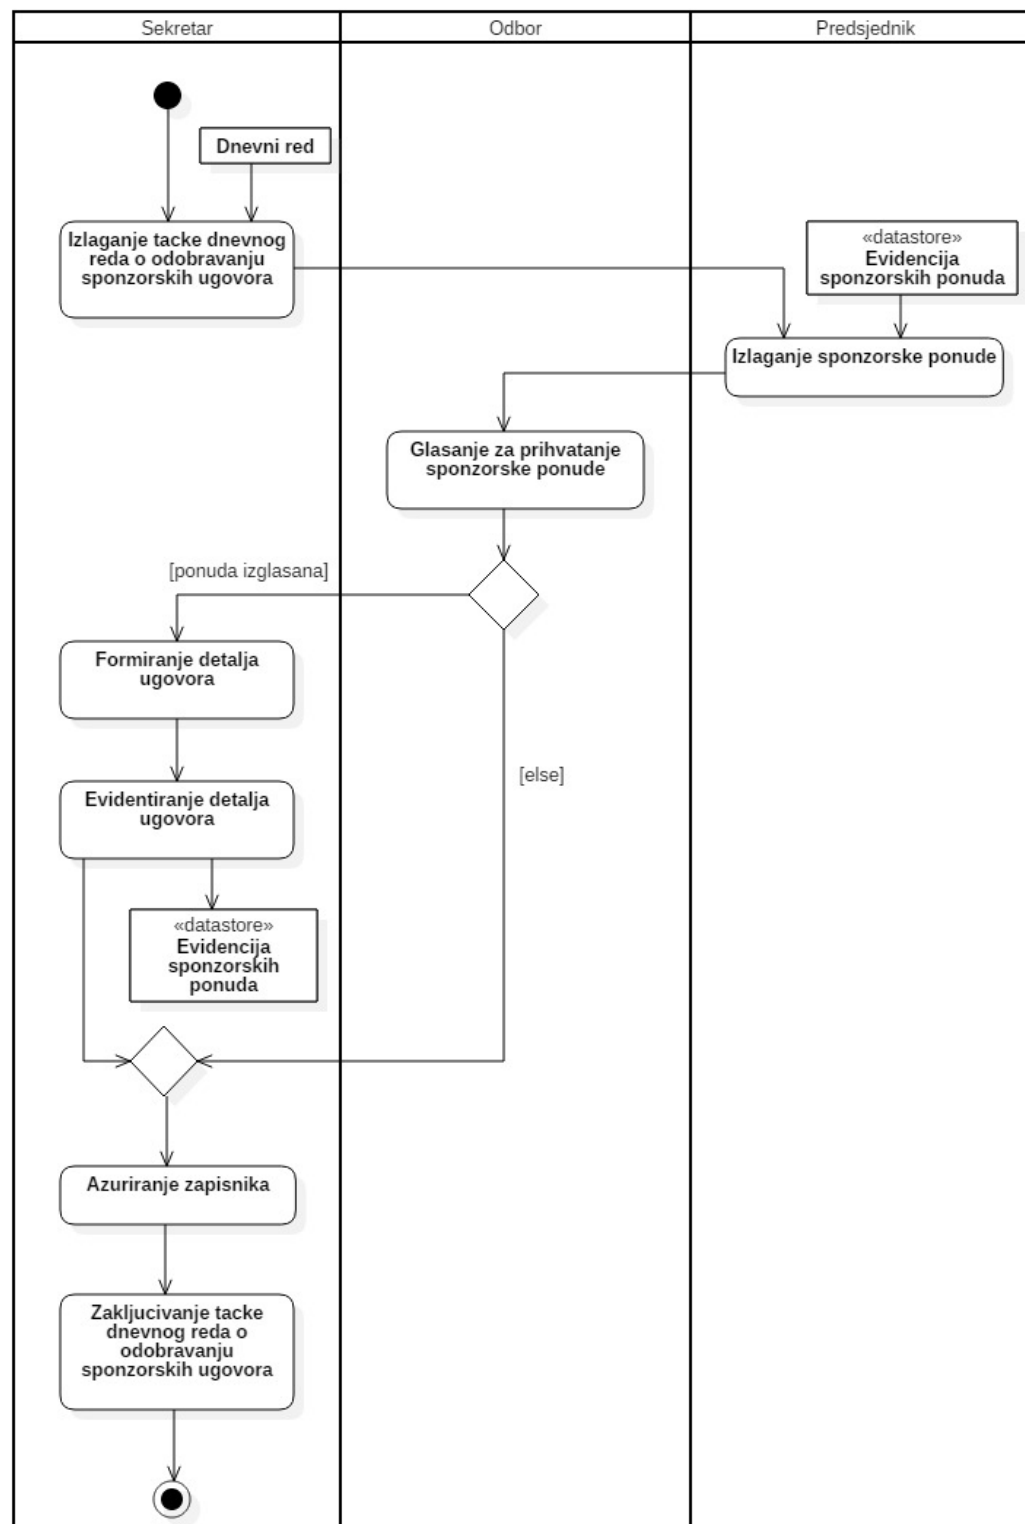 Sekretar
Odbor
Predsjednik
Dnevni red
Izlaganje tacke dnevnog
reda o odobravanju
sponzorskih ugovora
«datastore»
Evidencija
sponzorskih ponuda
Izlaganje sponzorske ponude
Glasanje za prihvatanje
sponzorske ponude
[ponuda izglasana]
Formiranje detalja
ugovora
[else]
Evidentiranje detalja
ugovora
«datastore»
Evidencija
sponzorskih
ponuda
Azuriranje zapisnika
Zakljucivanje tacke
dnevnog reda o
odobravanju
sponzorskih ugovora